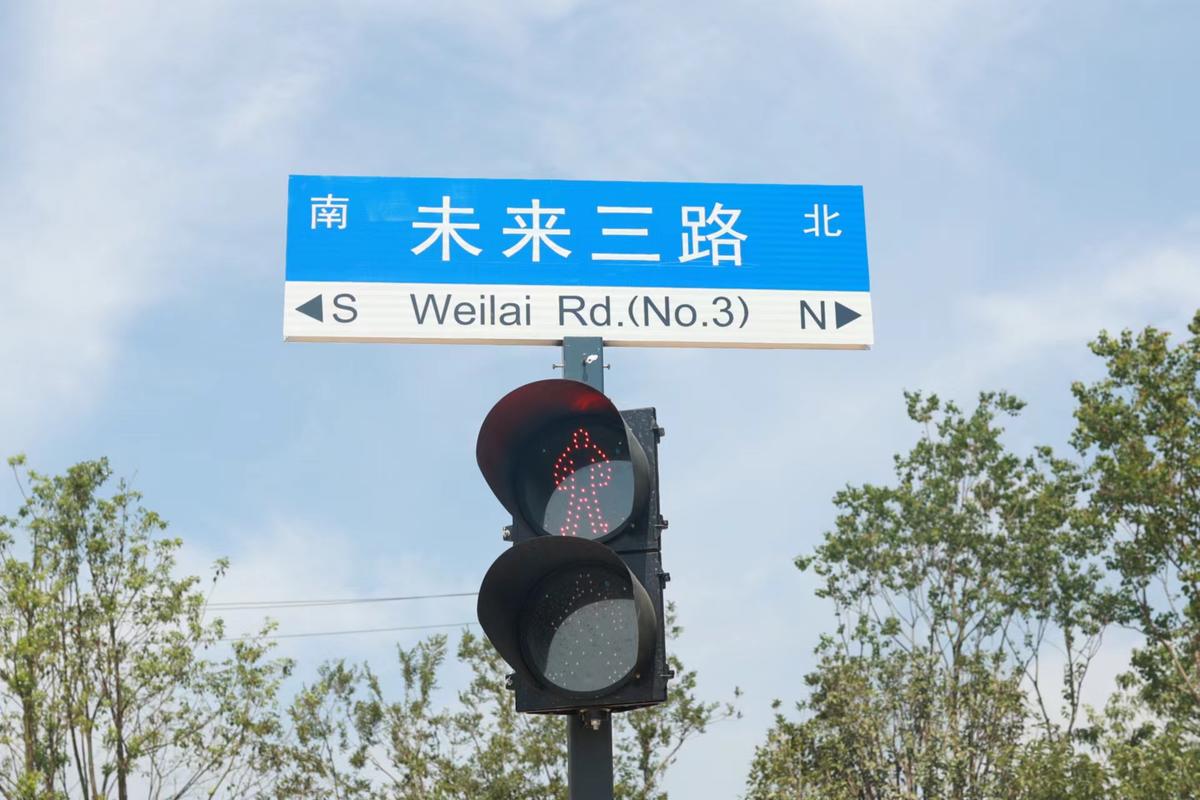 南 未来三路 北
◀S Weilai Rd.(No.3) N▶